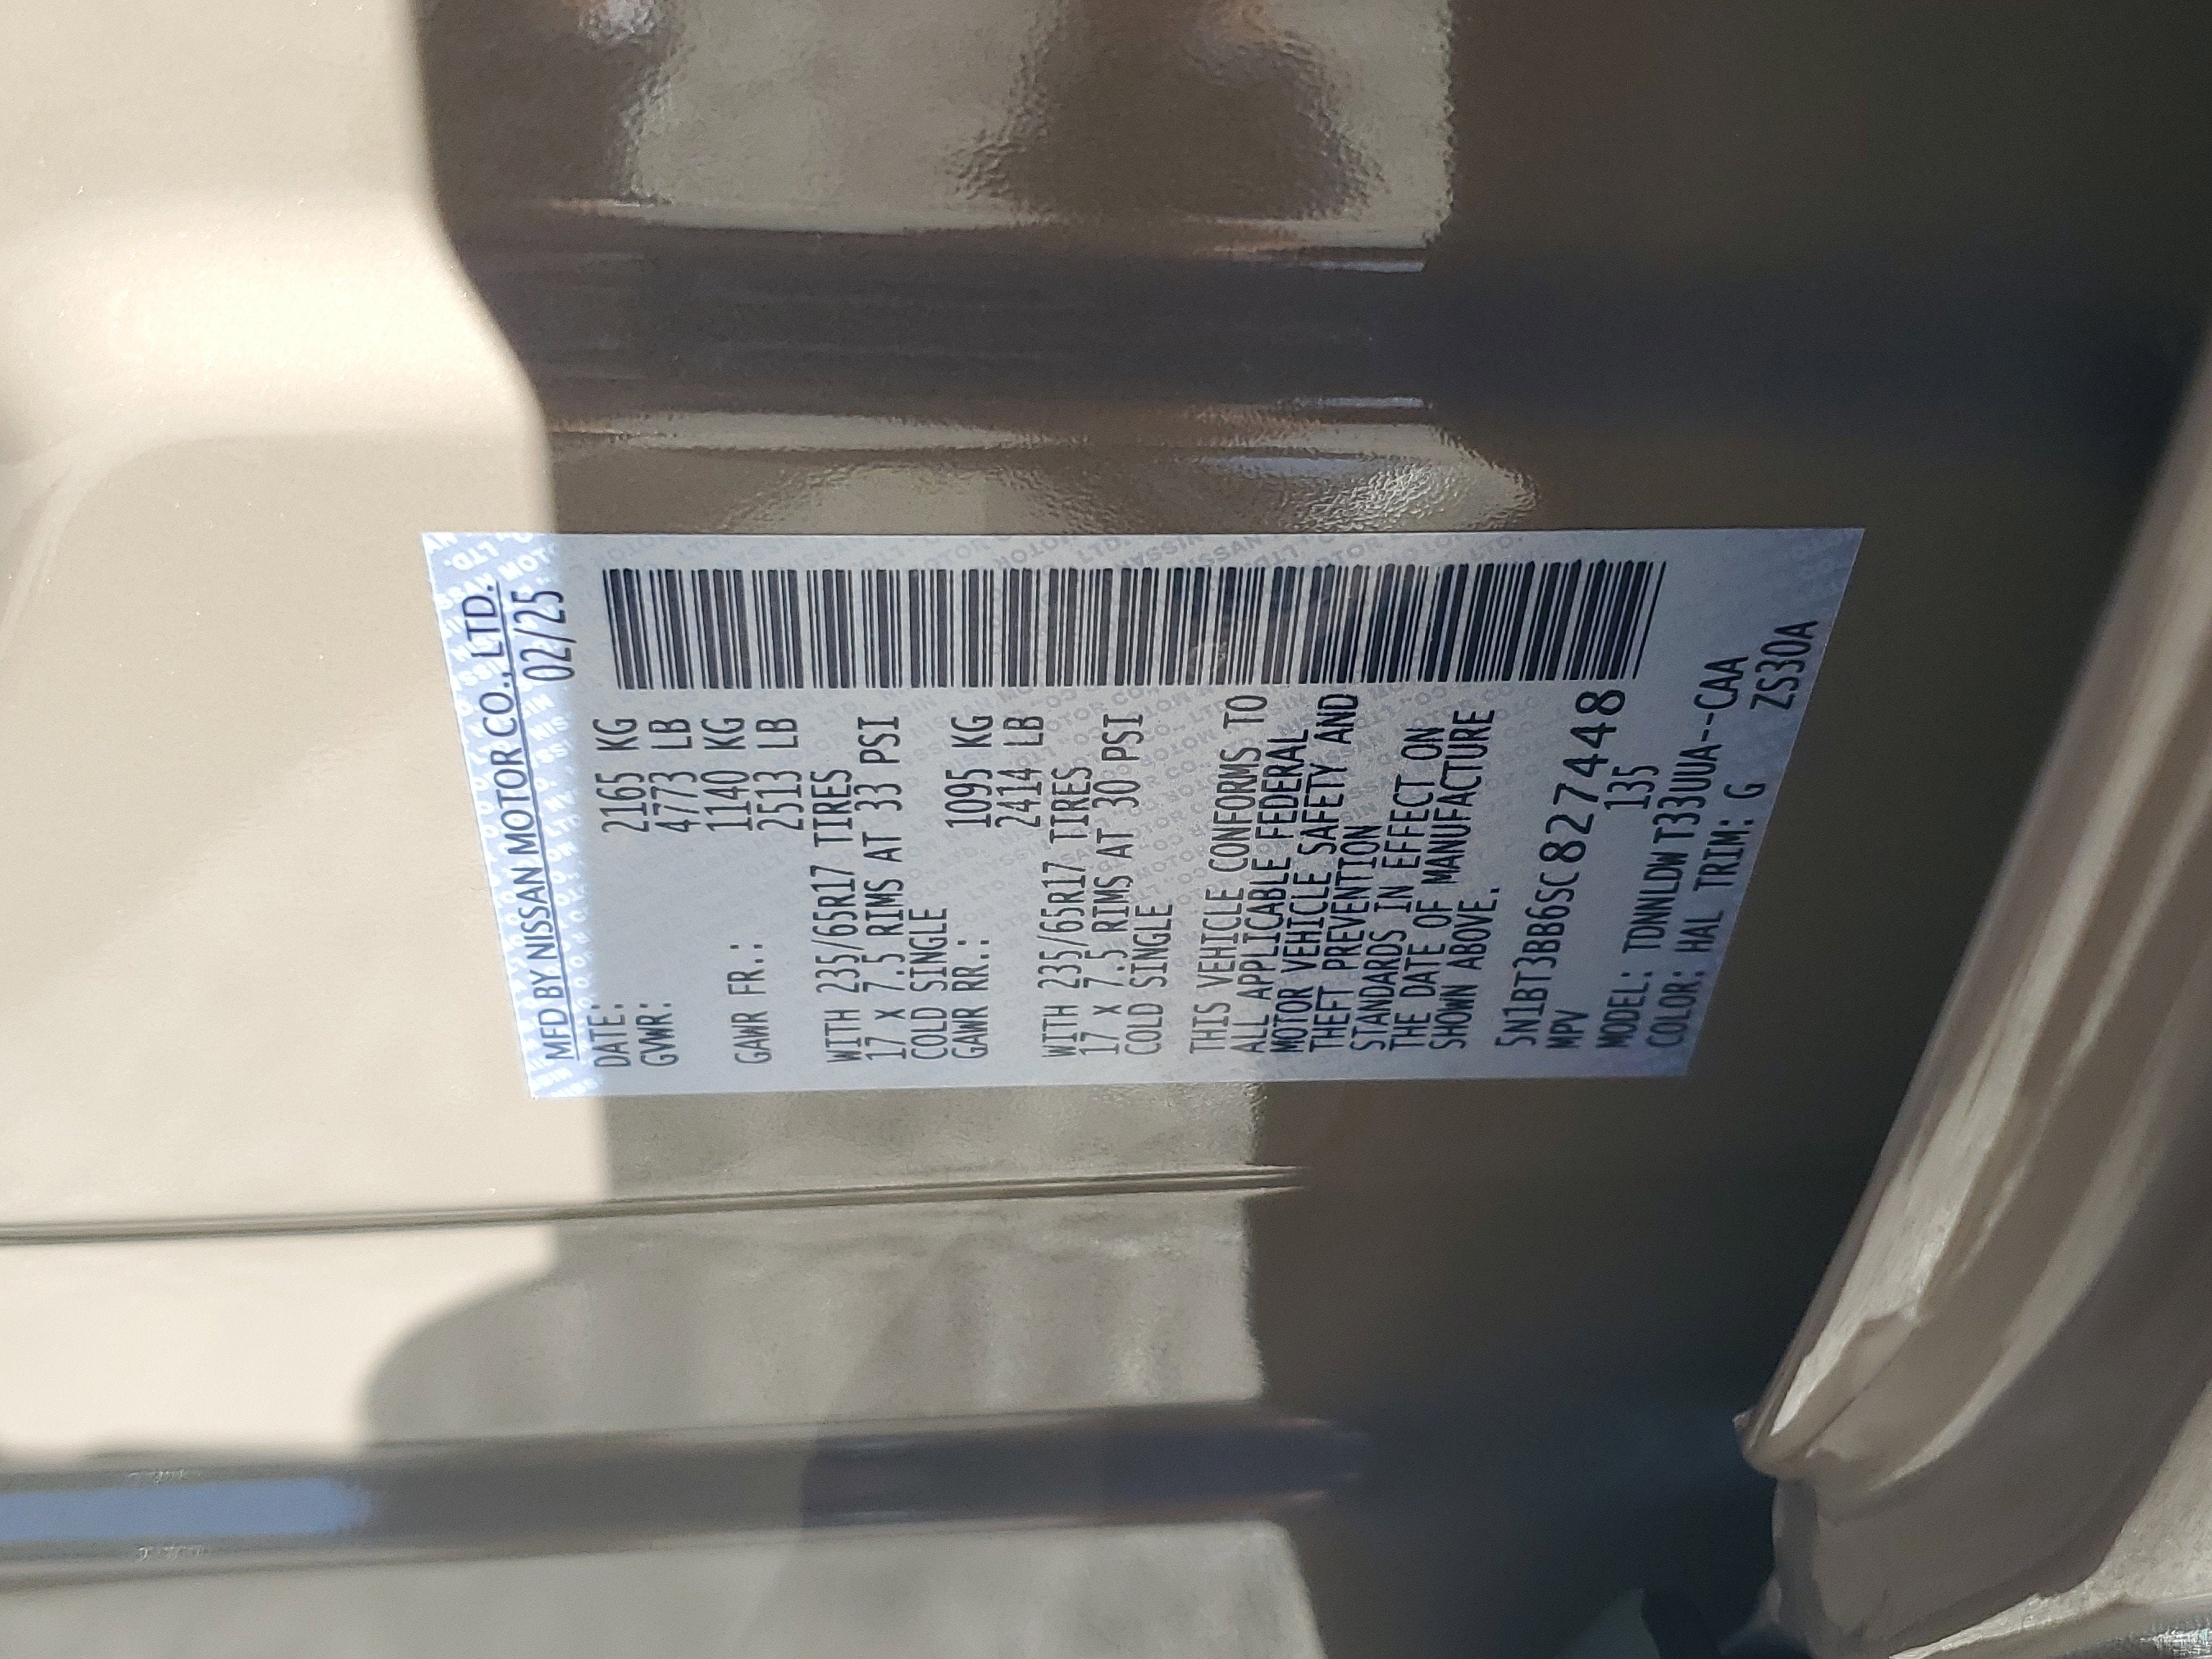 MFD BY NISSAN MOTOR CO., LTD.
DATE: 02/25
GVWR: 2165 KG
4773 LB
GAWR FR.: 1140 KG
2513 LB
WITH 235/65R17 TIRES
17 X 7.5 RIMS AT 33 PSI
COLD SINGLE
GAWR RR.: 1095 KG
2414 LB
WITH 235/65R17 TIRES
17 X 7.5 RIMS AT 30 PSI
COLD SINGLE
THIS VEHICLE CONFORMS TO
ALL APPLICABLE FEDERAL
MOTOR VEHICLE SAFETY AND
THEFT PREVENTION
STANDARDS IN EFFECT ON
THE DATE OF MANUFACTURE
SHOWN ABOVE.
5N1BT3BB6SC827448
MPV 135
MODEL: TDNNLDW T33UUA--CAA
COLOR: HAL TRIM: G ZS30A